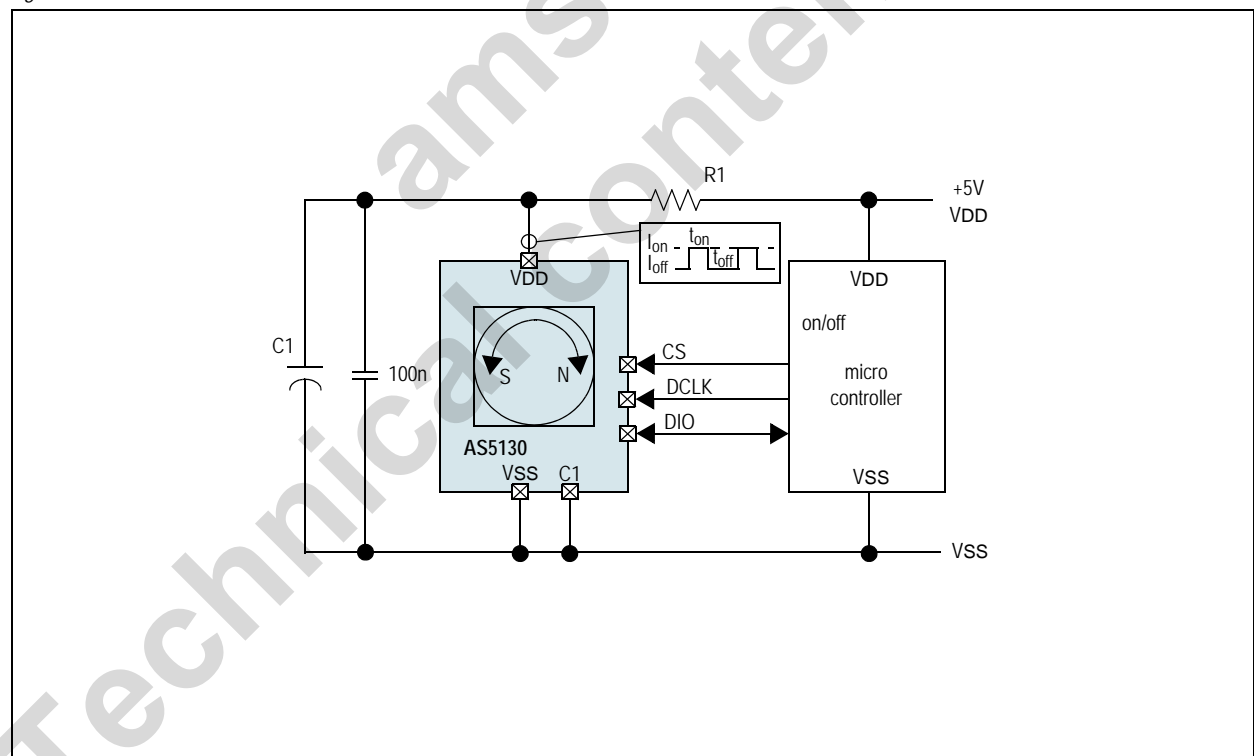 ams
Technical content
R1
+5V
VDD
Ion
ton
Ioff
toff
VDD
VDD
on/off
C1
100n
S
N
CS
DCLK
DIO
micro
controller
AS5130
VSS
C1
VSS
VSS